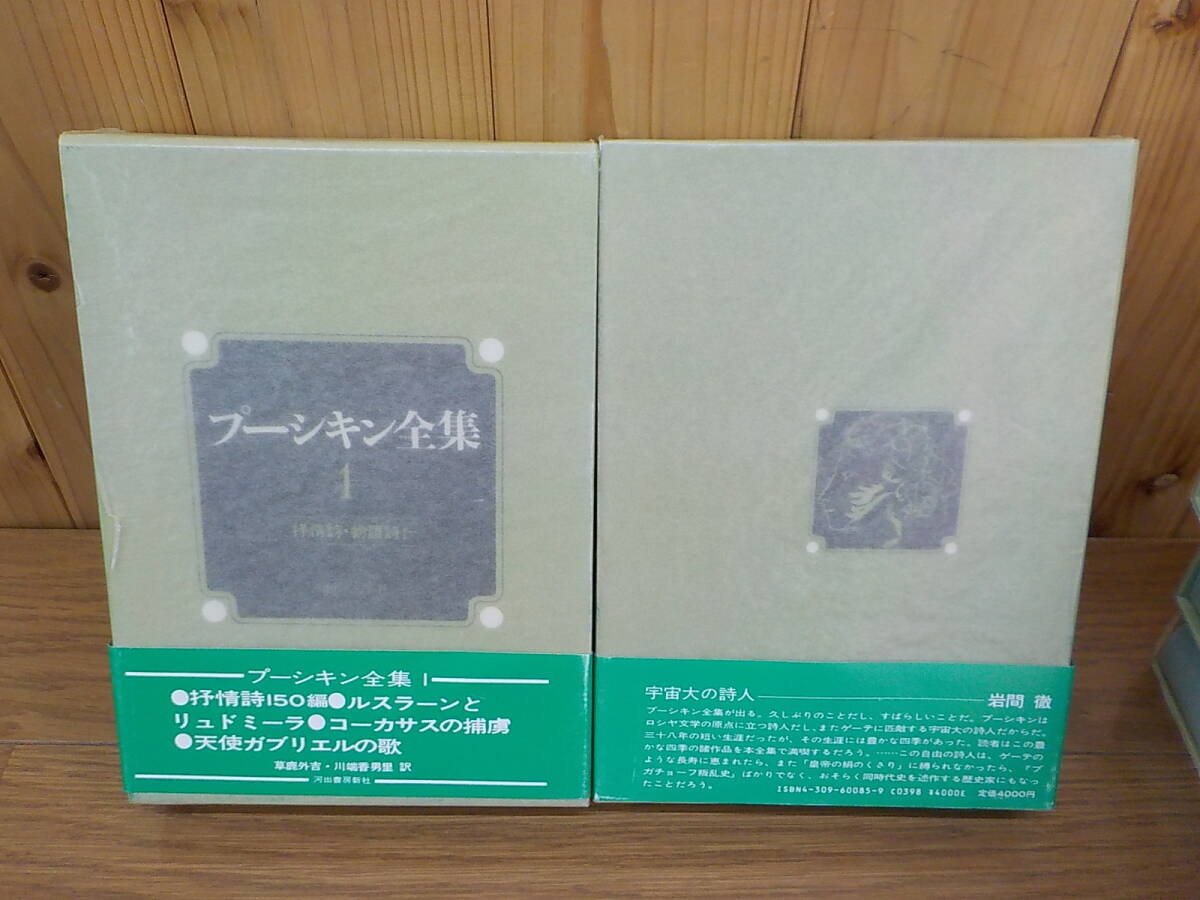 プーシキン全集
1
抒情詩・物語詩Ⅰ
プーシキン全集 1
●抒情詩150編●ルスラーンと
リュドミーラ●コーカサスの捕虜
●天使ガブリエルの歌
草鹿外吉・川端香男里 訳
河出書房新社
宇宙大の詩人 岩間 徹
プーシキン全集が出る。久しぶりのことだし、すばらしいことだ。プーシキンは
ロシヤ文学の原点に立つ詩人だし、またゲーテに匹敵する宇宙大の詩人だからだ。
三十八年の短い生涯だったが、その生涯には豊かな四季があった。読者はこの豊
かな四季の諸作品を本全集で満喫するだろう。……この自由の詩人は、ゲーテの
ような長寿に恵まれたら、また「皇帝の絹のくさり」に縛られなかったら、『プ
ガチョーフ叛乱史』ばかりでなく、おそらく同時代史を述作する歴史家にもなっ
たことだろう。
ISBN4-309-60085-9 C0398 ¥4000E 定価4000円